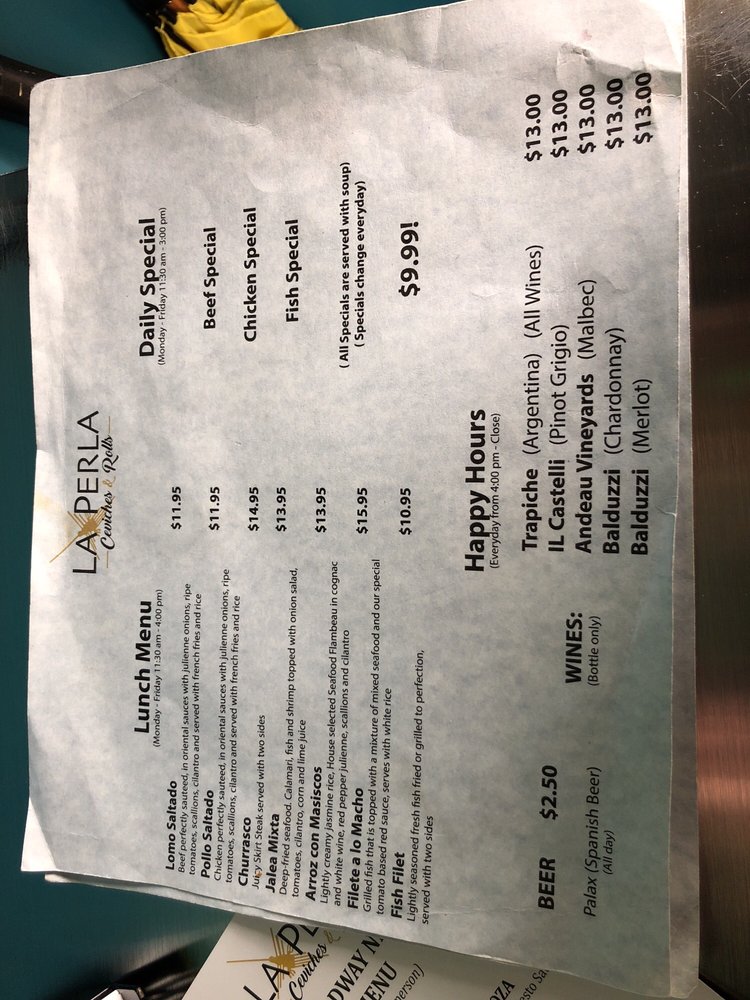 LA PERLA
Ceviches & Rolls
Lunch Menu
(Monday - Friday 11:30 am - 4:00 pm)
Lomo Saltado $11.95
Beef perfectly sauteed, in oriental sauces with julienne onions, ripe
tomatoes, scallions, cilantro and served with french fries and rice
Pollo Saltado $11.95
Chicken perfectly sauteed, in oriental sauces with julienne onions, ripe
tomatoes, scallions, cilantro and served with french fries and rice
Churrasco $14.95
Juicy Skirt Steak served with two sides
Jalea Mixta $13.95
Deep-fried seafood. Calamari, fish and shrimp topped with onion salad,
tomatoes, cilantro, corn and lime juice
Arroz con Masiscos $13.95
Lightly creamy jasmine rice, House selected Seafood Flambeau in cognac
and white wine, red pepper julienne, scallions and cilantro
Filete a lo Macho $15.95
Grilled fish that is topped with a mixture of mixed seafood and our special
tomato based red sauce, serves with white rice
Fish Filet $10.95
Lightly seasoned fresh fish fried or grilled to perfection,
served with two sides
Daily Special
(Monday - Friday 11:30 am - 3:00 pm)
Beef Special
Chicken Special
Fish Special
( All Specials are served with soup)
( Specials change everyday)
$9.99!
Happy Hours
(Everyday from 4:00 pm - Close)
BEER $2.50
Palax (Spanish Beer)
(All day)
WINES:
(Bottle only)
Trapiche (Argentina) (All Wines) $13.00
IL Castelli (Pinot Grigio) $13.00
Andeau Vineyards (Malbec) $13.00
Balduzzi (Chardonnay) $13.00
Balduzzi (Merlot) $13.00
LA PER
Ceviches &
DWAY N
ENU
erson)
OZA
esto Sa